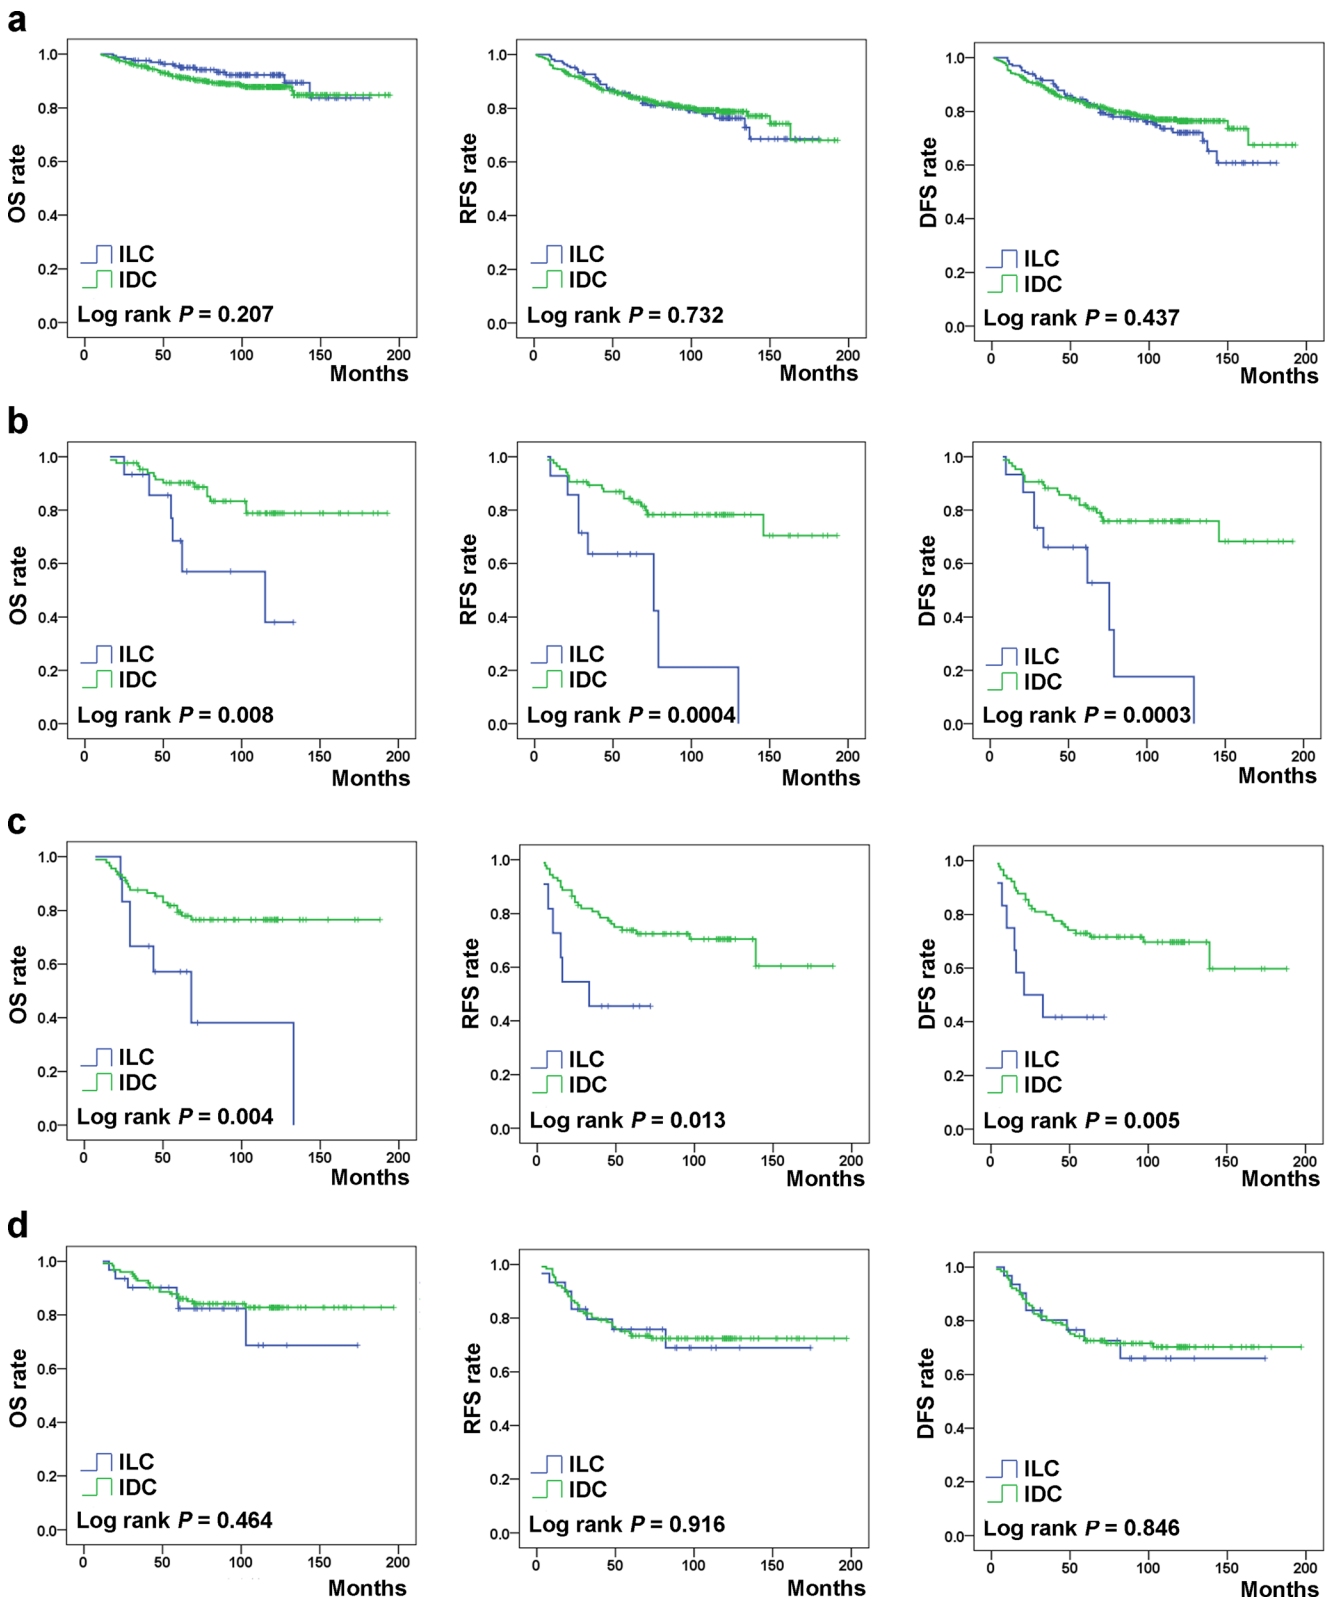 a
1.0
0.8
0.6
0.4
0.2
0.0
OS rate
ILC
IDC
Log rank P = 0.207
0 50 100 150 200
Months
1.0
0.8
0.6
0.4
0.2
0.0
RFS rate
ILC
IDC
Log rank P = 0.732
0 50 100 150 200
Months
1.0
0.8
0.6
0.4
0.2
0.0
DFS rate
ILC
IDC
Log rank P = 0.437
0 50 100 150 200
Months
b
1.0
0.8
0.6
0.4
0.2
0.0
OS rate
ILC
IDC
Log rank P = 0.008
0 50 100 150 200
Months
1.0
0.8
0.6
0.4
0.2
0.0
RFS rate
ILC
IDC
Log rank P = 0.0004
0 50 100 150 200
Months
1.0
0.8
0.6
0.4
0.2
0.0
DFS rate
ILC
IDC
Log rank P = 0.0003
0 50 100 150 200
Months
c
1.0
0.8
0.6
0.4
0.2
0.0
OS rate
ILC
IDC
Log rank P = 0.004
0 50 100 150 200
Months
1.0
0.8
0.6
0.4
0.2
0.0
RFS rate
ILC
IDC
Log rank P = 0.013
0 50 100 150 200
Months
1.0
0.8
0.6
0.4
0.2
0.0
DFS rate
ILC
IDC
Log rank P = 0.005
0 50 100 150 200
Months
d
1.0
0.8
0.6
0.4
0.2
0.0
OS rate
ILC
IDC
Log rank P = 0.464
0 50 100 150 200
Months
1.0
0.8
0.6
0.4
0.2
0.0
RFS rate
ILC
IDC
Log rank P = 0.916
0 50 100 150 200
Months
1.0
0.8
0.6
0.4
0.2
0.0
DFS rate
ILC
IDC
Log rank P = 0.846
0 50 100 150 200
Months